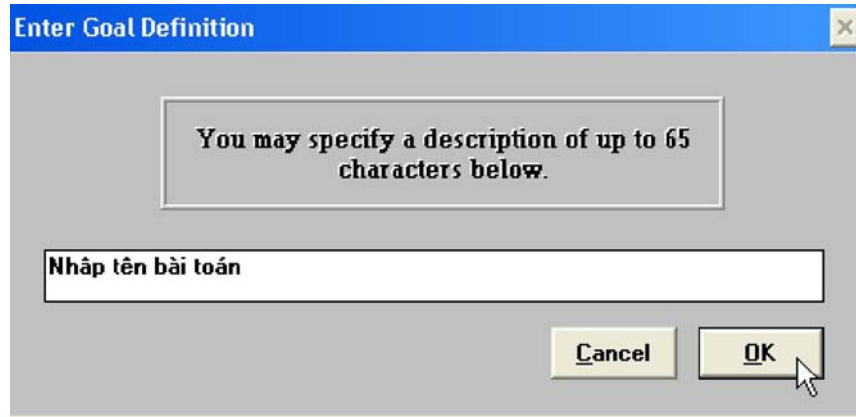 Enter Goal Definition
You may specify a description of up to 65
characters below.
Nhâp tên bài toán
Cancel
OK